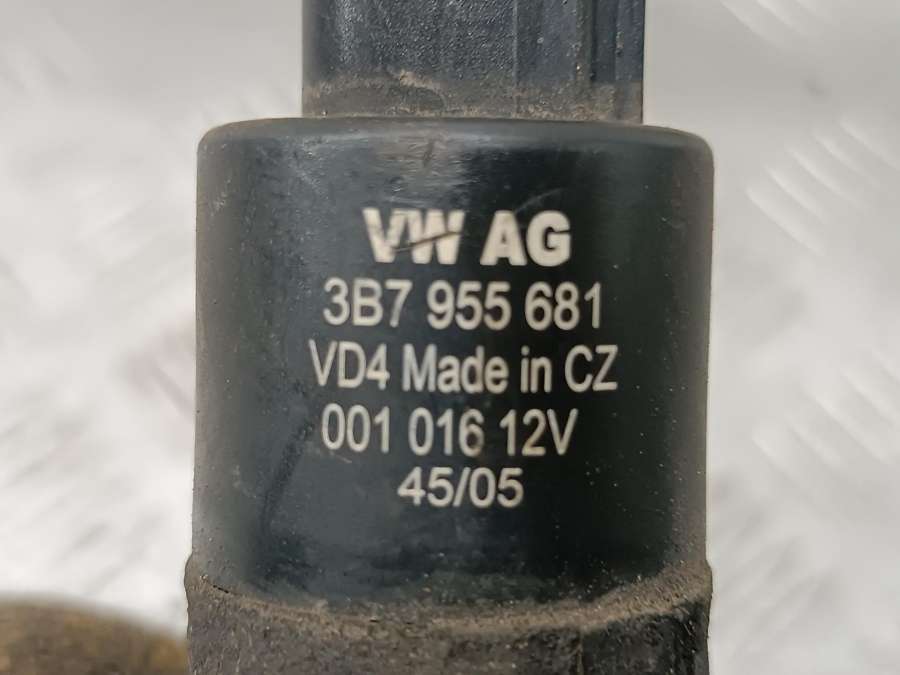 VW AG
3B7 955 681
VD4 Made in CZ
001 016 12V
45/05